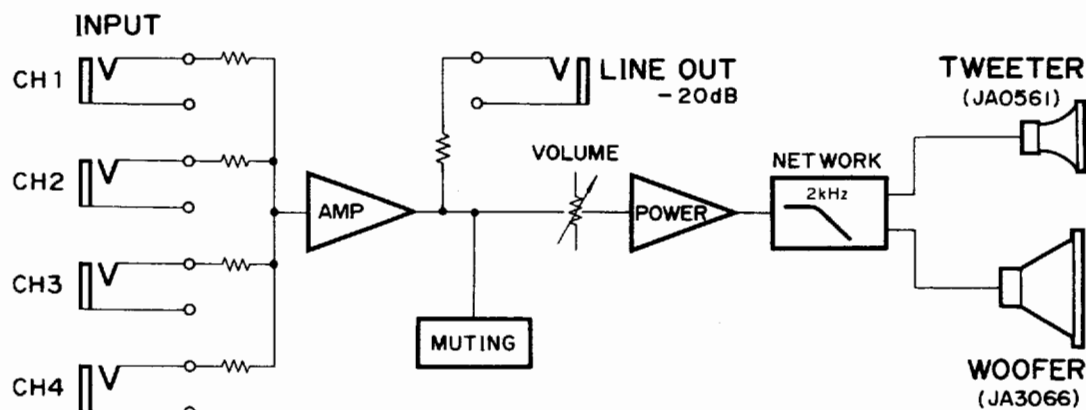 INPUT
CH1
CH2
CH3
CH4
AMP
LINE OUT
-20dB
MUTING
VOLUME
POWER
NETWORK
2kHz
TWEETER
(JA0561)
WOOFER
(JA3066)